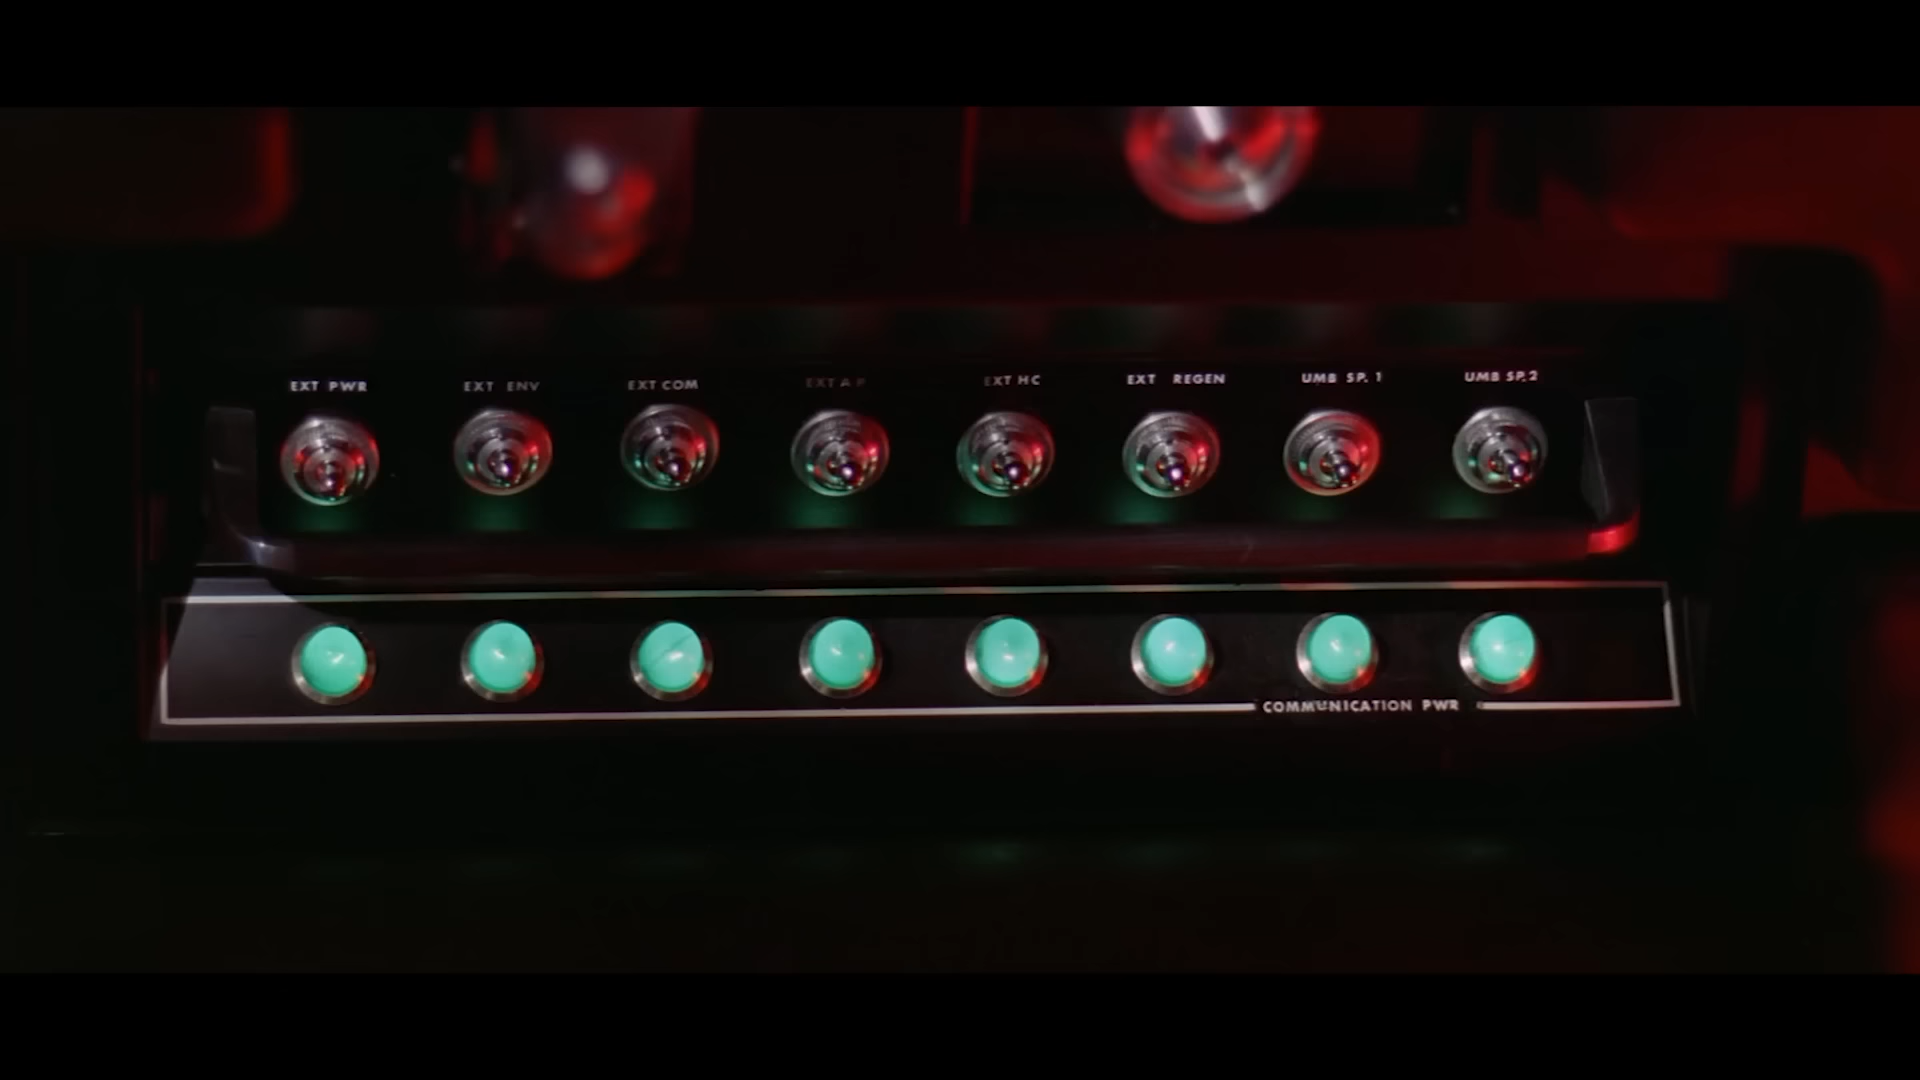 EXT PWR
EXT ENV
EXT COM
EXT A P
EXT HC
EXT REGEN
UMB SP. 1
UMB SP. 2
COMMUNICATION PWR